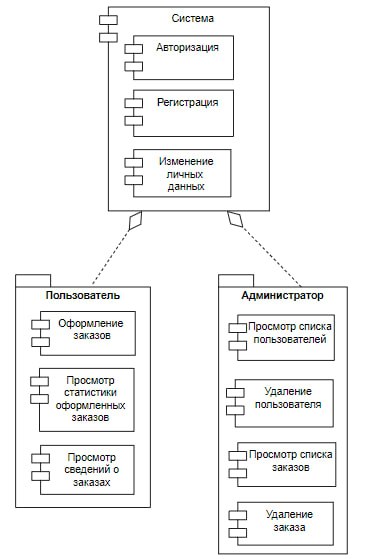 Система
Авторизация
Регистрация
Изменение
личных
данных
Пользователь
Оформление
заказов
Просмотр
статистики
оформленных
заказов
Просмотр
сведений о
заказах
Администратор
Просмотр списка
пользователей
Удаление
пользователя
Просмотр списка
заказов
Удаление
заказа